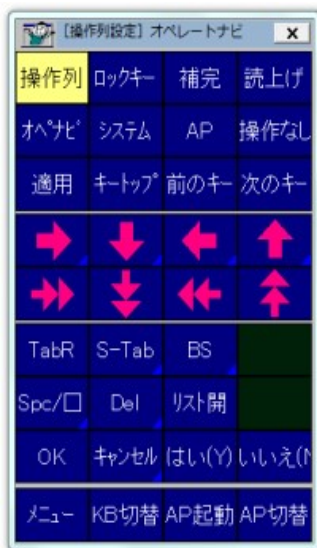 [操作列設定] オペレートナビ
操作列 ロックキー 補完 読上げ
オペナビ システム AP 操作なし
適用 キートップ 前のキー 次のキー
TabR S-Tab BS
Spc/□ Del リスト開
OK キャンセル はい(Y) いいえ(N
メニュー KB切替 AP起動 AP切替